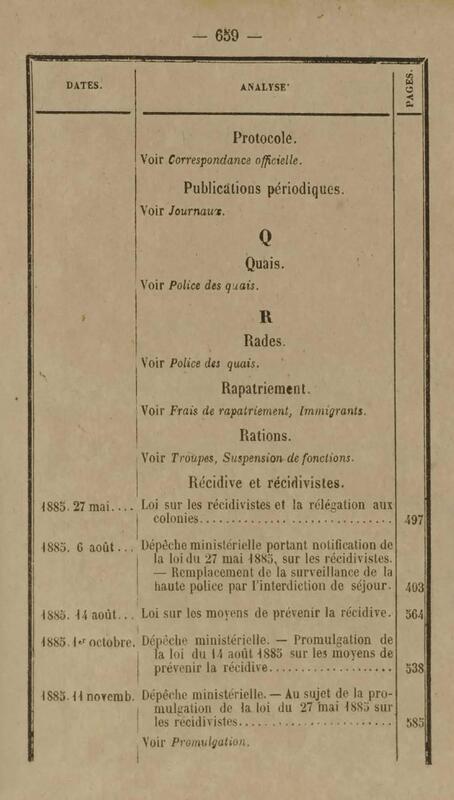 — 659 —
DATES. ANALYSE PAGES.
Protocole.
Voir Correspondance officielle.
Publications périodiques.
Voir Journaux.
Q
Quais.
Voir Police des quais.
R
Rades.
Voir Police des quais.
Rapatriement.
Voir Frais de rapatriement, Immigrants.
Rations.
Voir Troupes, Suspension de fonctions.
Récidive et récidivistes.
1885. 27 mai.... Loi sur les récidivistes et la rélégation aux
colonies................................ 497
1885. 6 août... Dépêche ministérielle portant notification de
la loi du 27 mai 1885, sur les récidivistes.
— Remplacement de la surveillance de la
haute police par l'interdiction de séjour. 403
1885. 14 août... Loi sur les moyens de prévenir la récidive. 564
1885. 1er octobre. Dépêche ministérielle. — Promulgation de
la loi du 14 août 1885 sur les moyens de
prévenir la récidive..................... 538
1885. 11 novemb. Dépêche ministérielle. — Au sujet de la pro-
mulgation de la loi du 27 mai 1885 sur
les récidivistes.......................... 585
Voir Promulgation.